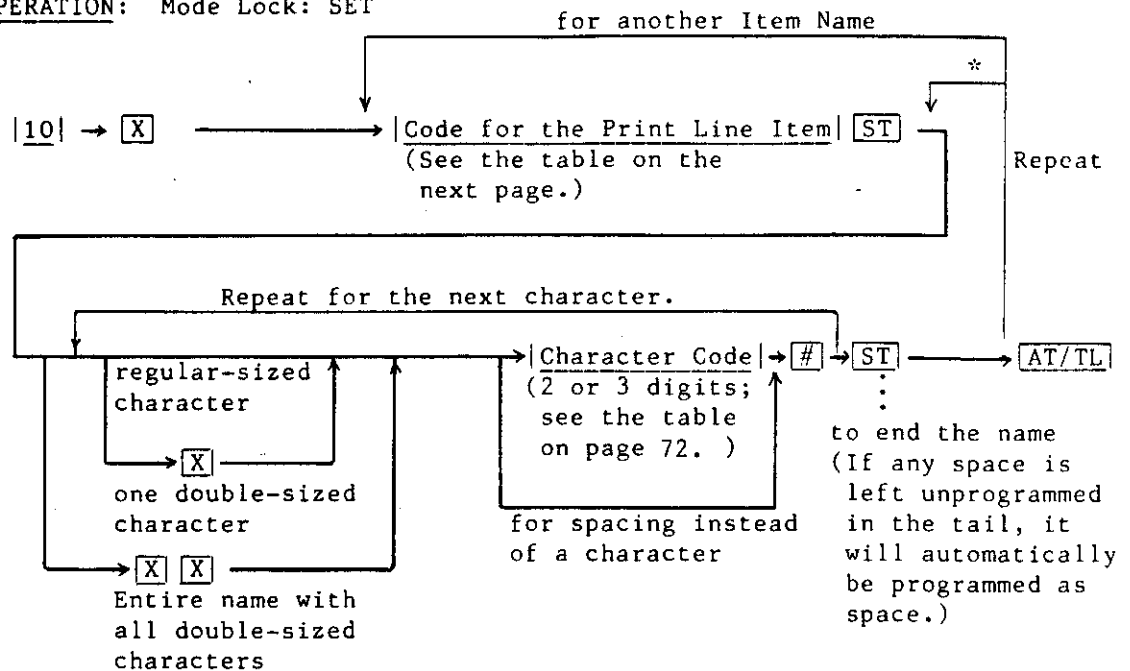 PERATION: Mode Lock: SET
for another Item Name
*
|10| → [X] → |Code for the Print Line Item| [ST]
(See the table on the
next page.)
Repeat
Repeat for the next character.
regular-sized
character
[X]
one double-sized
character
[X] [X]
Entire name with
all double-sized
characters
|Character Code| → [#] → [ST] → [AT/TL]
(2 or 3 digits;
see the table
on page 72. )
for spacing instead
of a character
to end the name
(If any space is
left unprogrammed
in the tail, it
will automatically
be programmed as
space.)